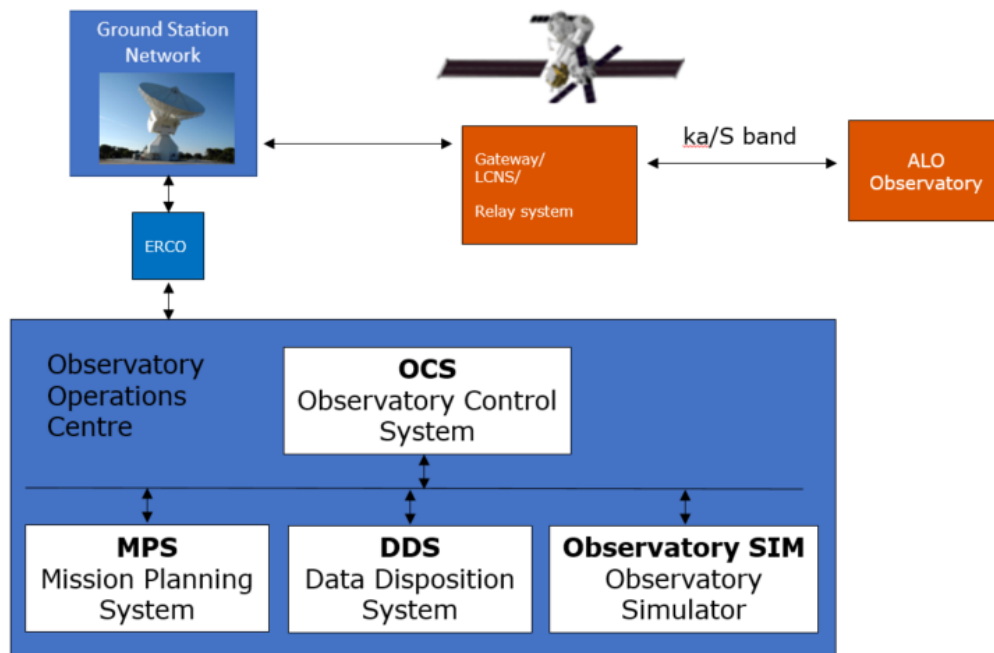 Ground Station
Network
Gateway/
LCNS/
Relay system
ka/S band
ALO
Observatory
ERCO
Observatory
Operations
Centre
OCS
Observatory Control
System
MPS
Mission Planning
System
DDS
Data Disposition
System
Observatory SIM
Observatory
Simulator